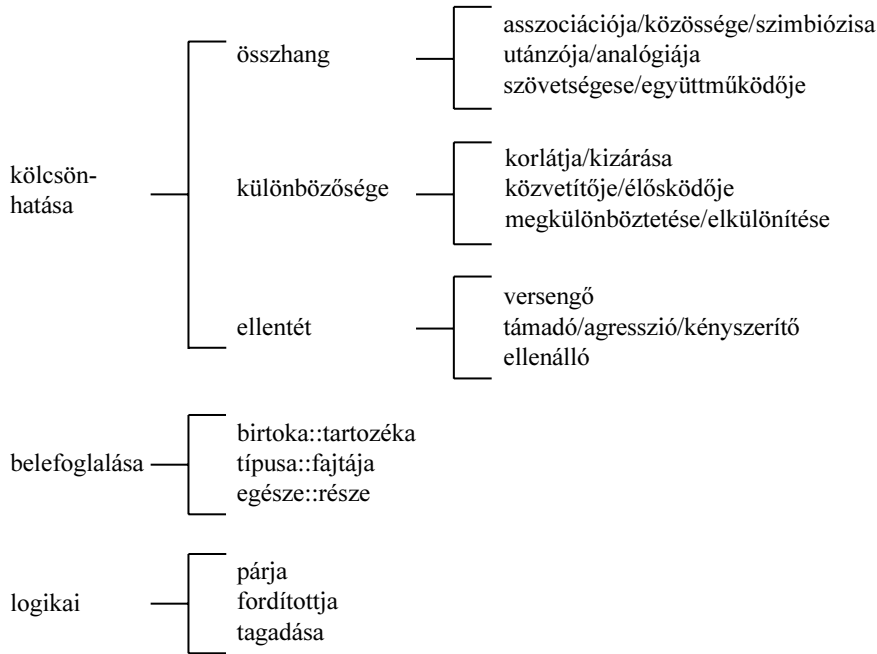 kölcsön-
hatása
összhang
asszociációja/közössége/szimbiózisa
utánzója/analógiája
szövetségese/együttműködője
különbözősége
korlátja/kizárása
közvetítője/élősködője
megkülönböztetése/elkülönítése
ellentét
versengő
támadó/agresszió/kényszerítő
ellenálló
belefoglalása
birtoka::tartozéka
típusa::fajtája
egésze::része
logikai
párja
fordítottja
tagadása